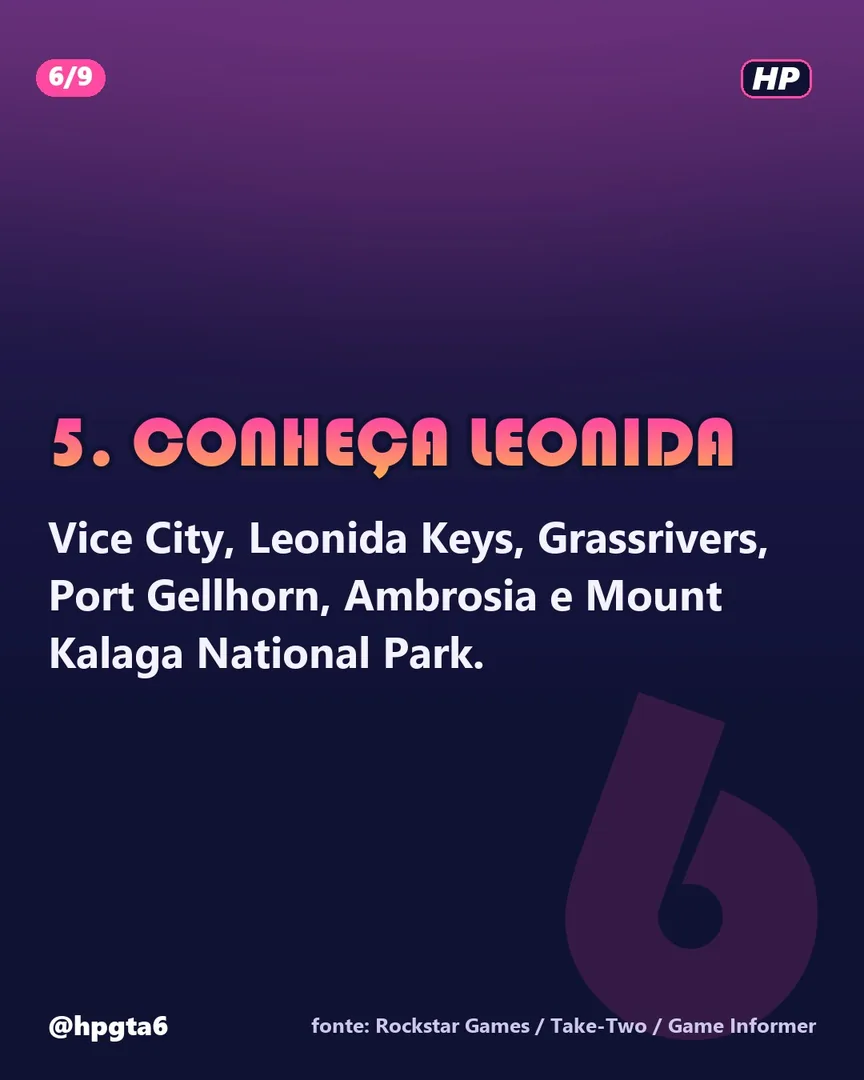 6/9
HP
5. CONHEÇA LEONIDA
Vice City, Leonida Keys, Grassrivers,
Port Gellhorn, Ambrosia e Mount
Kalaga National Park.
6
@hpgta6
fonte: Rockstar Games / Take-Two / Game Informer